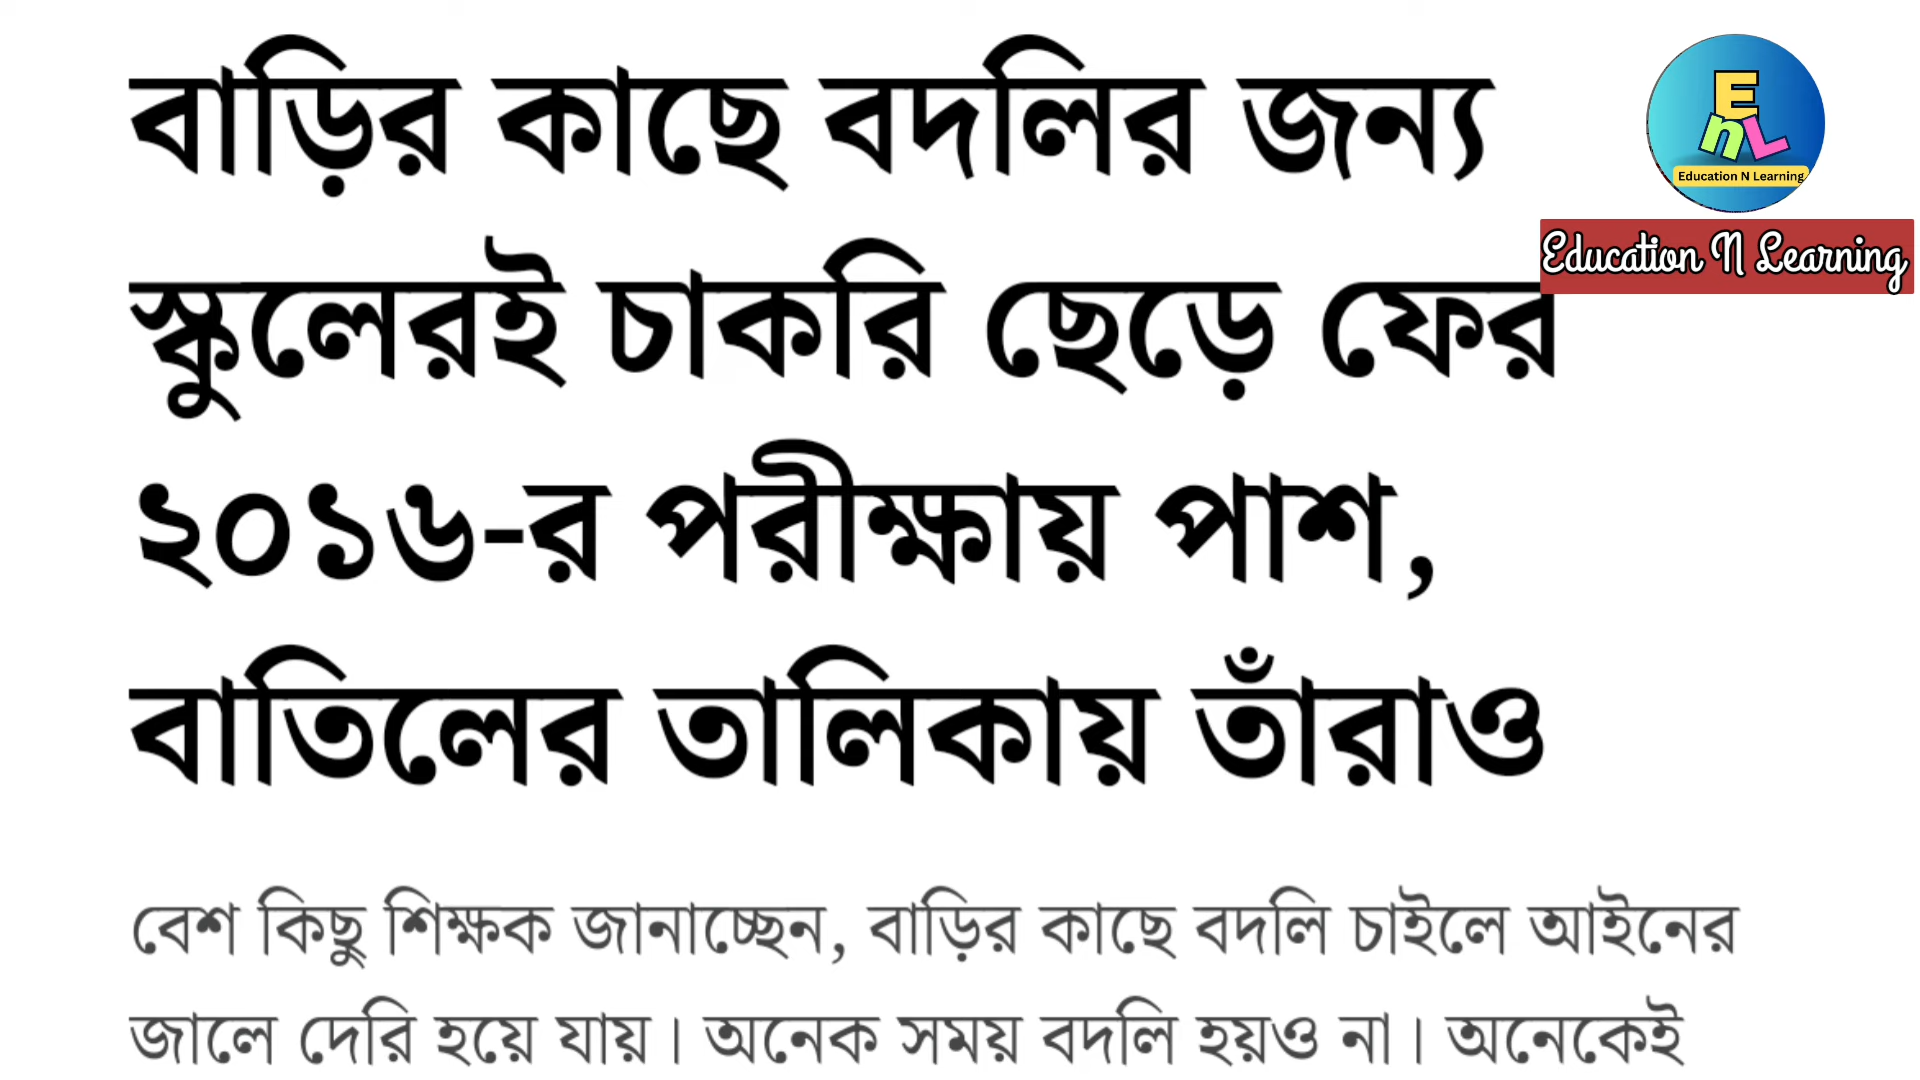 বাড়ির কাছে বদলির জন্য
স্কুলেরই চাকরি ছেড়ে ফের
২০১৬-র পরীক্ষায় পাশ,
বাতিলের তালিকায় তাঁরাও
বেশ কিছু শিক্ষক জানাচ্ছেন, বাড়ির কাছে বদলি চাইলে আইনের
জালে দেরি হয়ে যায়। অনেক সময় বদলি হয়ও না। অনেকেই
EnL
Education N Learning
Education N Learning